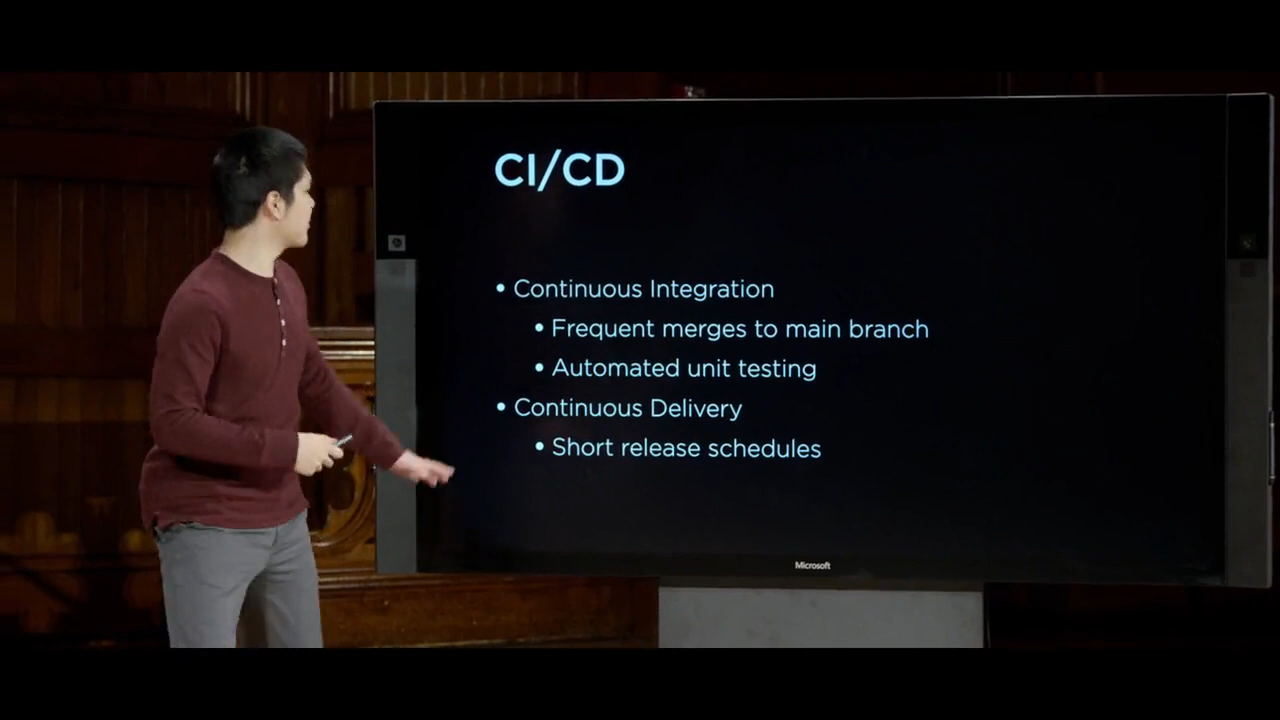 CI/CD
• Continuous Integration
• Frequent merges to main branch
• Automated unit testing
• Continuous Delivery
• Short release schedules
Microsoft